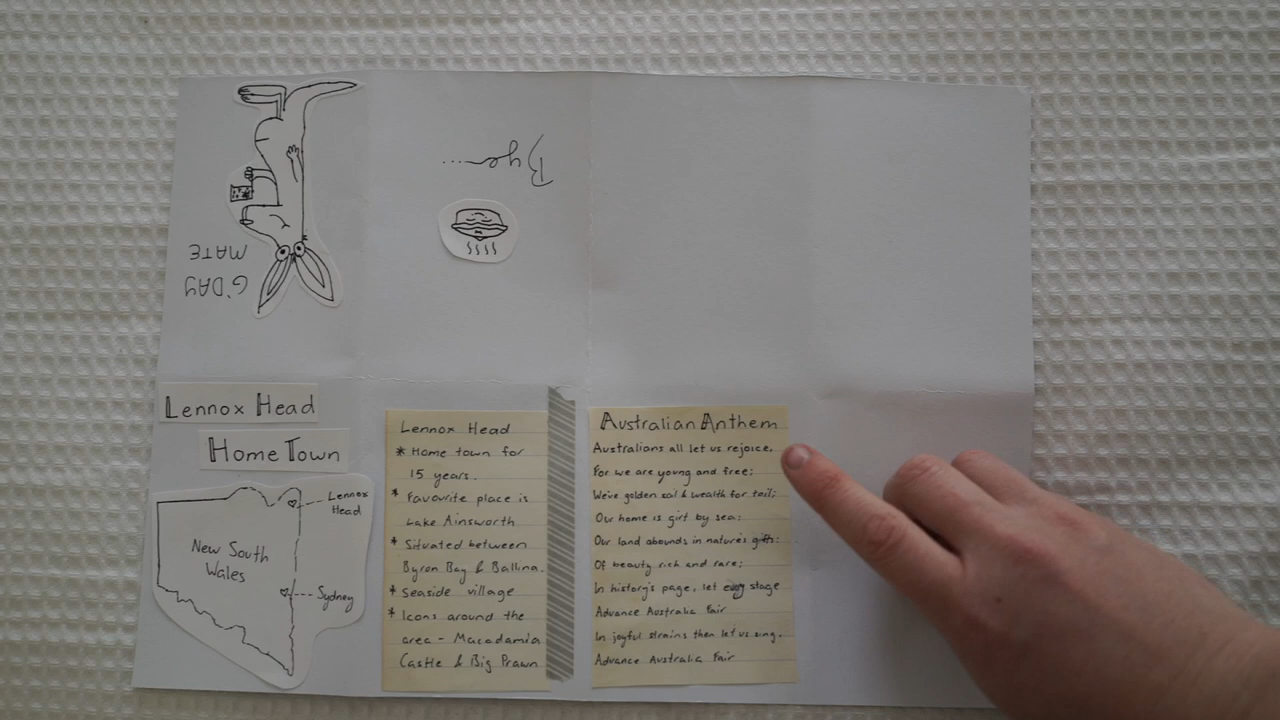 Bye....
G'DAY
MATE
Lennox Head
Home Town
Lennox
Head
New South
Wales
Sydney
Lennox Head
* Home town for
15 years.
* Favourite place is
Lake Ainsworth
* Situated between
Byron Bay & Ballina.
* Seaside village
* Icons around the
area - Macadamia
Castle & Big Prawn
Australian Anthem
Australians all let us rejoice,
For we are young and free;
We've golden soil & wealth for toil;
Our home is girt by sea;
Our land abounds in nature's gifts:
Of beauty rich and rare;
In history's page, let every stage
Advance Australia Fair
In joyful strains then let us sing,
Advance Australia Fair